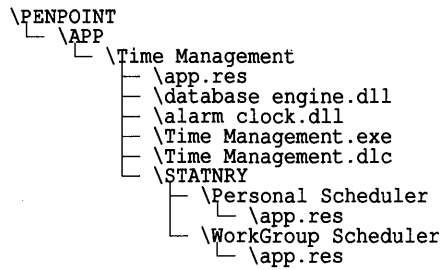 \PENPOINT
\APP
\Time Management
\app.res
\database engine.dll
\alarm clock.dll
\Time Management.exe
\Time Management.dlc
\STATNRY
\Personal Scheduler
\app.res
\WorkGroup Scheduler
\app.res